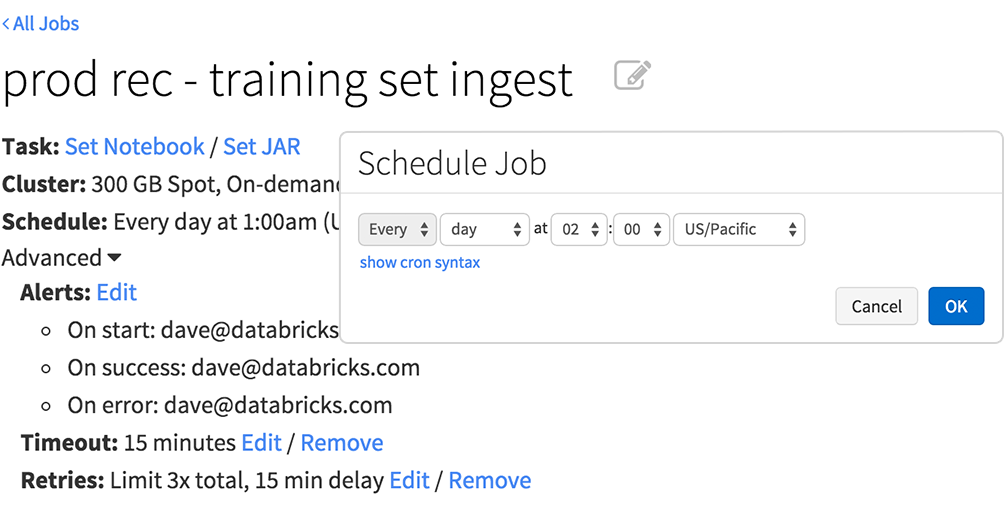 ‹ All Jobs
prod rec - training set ingest
Task: Set Notebook / Set JAR
Cluster: 300 GB Spot, On-deman
Schedule: Every day at 1:00am (U
Advanced
Alerts: Edit
On start: dave@databricks
On success: dave@databricks.com
On error: dave@databricks.com
Timeout: 15 minutes Edit / Remove
Retries: Limit 3x total, 15 min delay Edit / Remove
Schedule Job
Every day at 02 : 00 US/Pacific
show cron syntax
Cancel OK